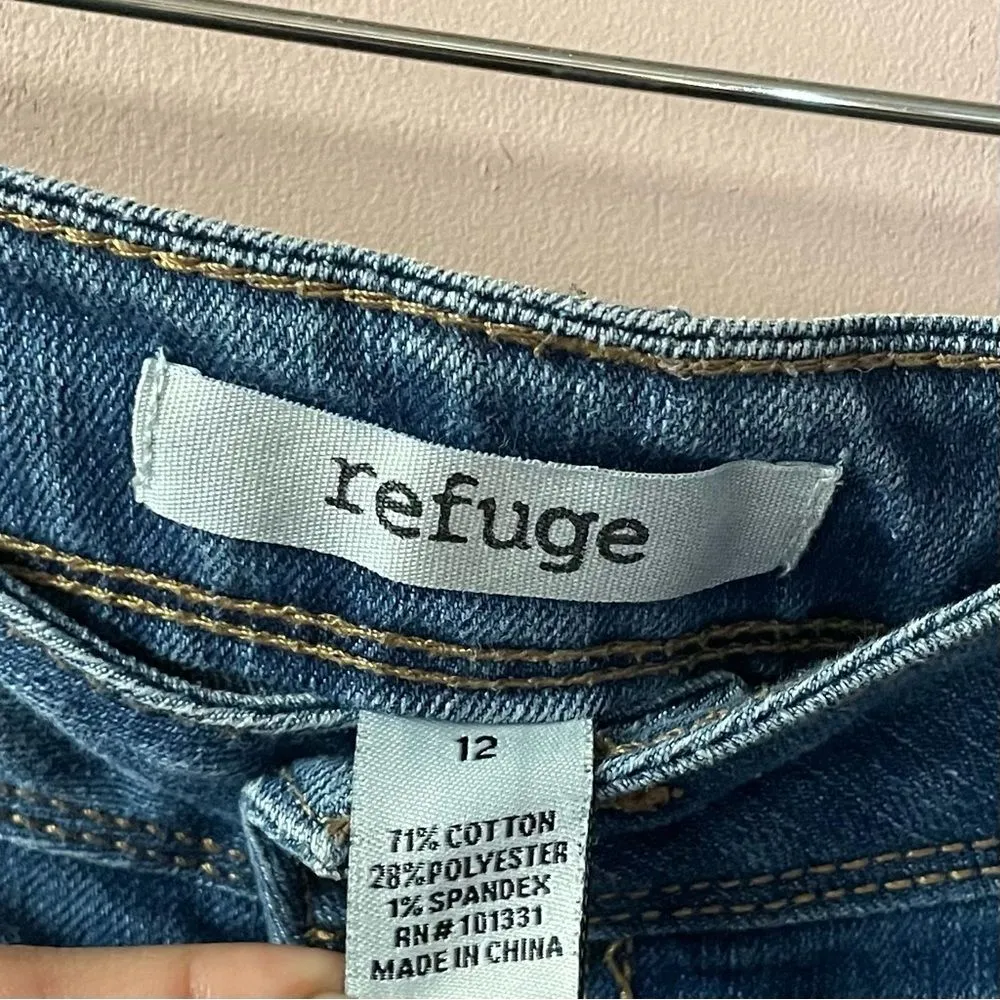 refuge
12
71% COTTON
28% POLYESTER
1% SPANDEX
RN# 101331
MADE IN CHINA